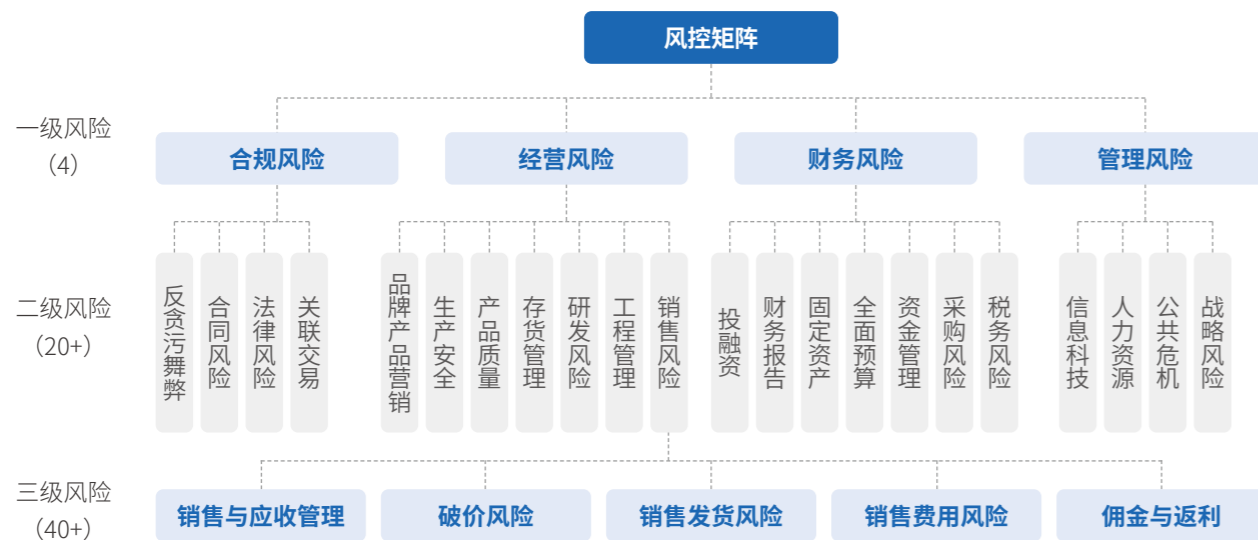 风控矩阵
一级风险
（4）
合规风险
经营风险
财务风险
管理风险
二级风险
（20+）
反贪污舞弊
合同风险
法律风险
关联交易
品牌产品营销
生产安全
产品质量
存货管理
研发风险
工程管理
销售风险
投融资
财务报告
固定资产
全面预算
资金管理
采购风险
税务风险
信息科技
人力资源
公共危机
战略风险
三级风险
（40+）
销售与应收管理
破价风险
销售发货风险
销售费用风险
佣金与返利